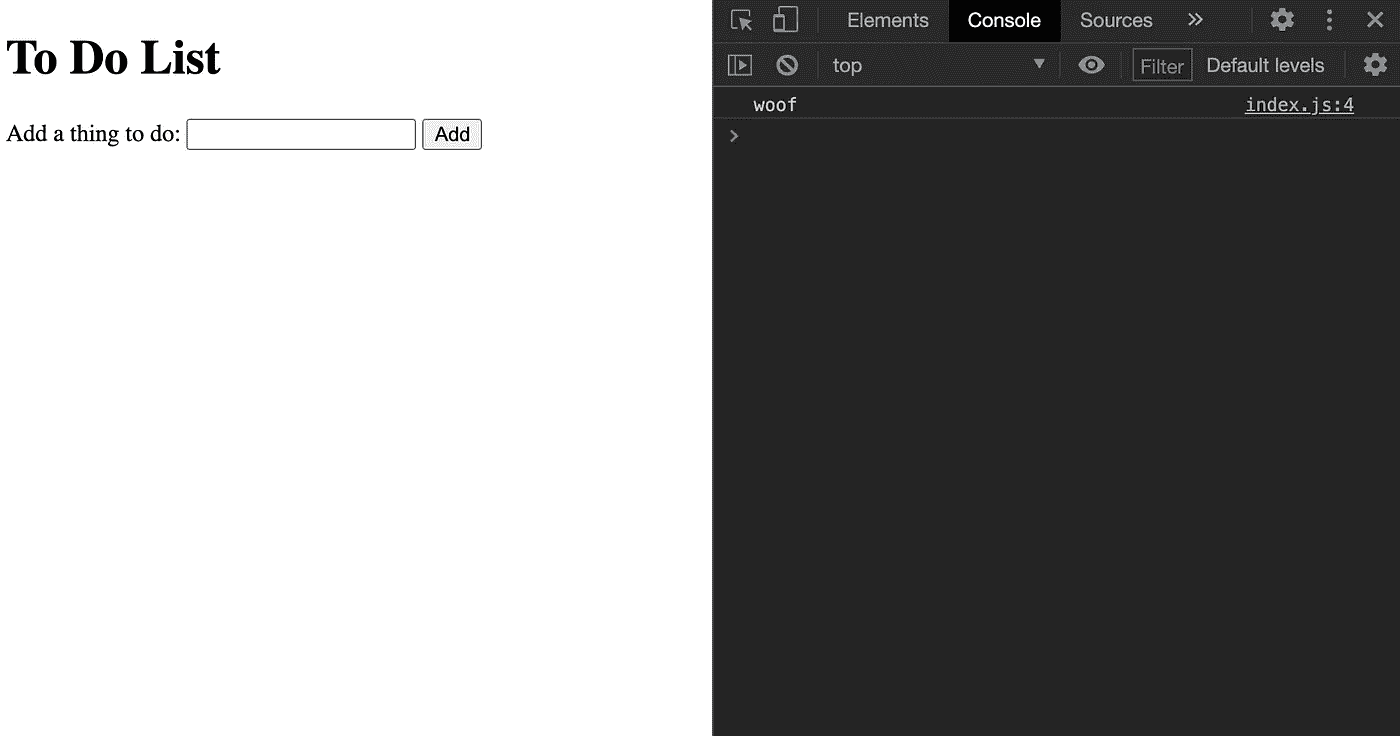 To Do List
Add a thing to do: Add
Elements Console Sources »
top ▼ Filter Default levels
woof index.js:4